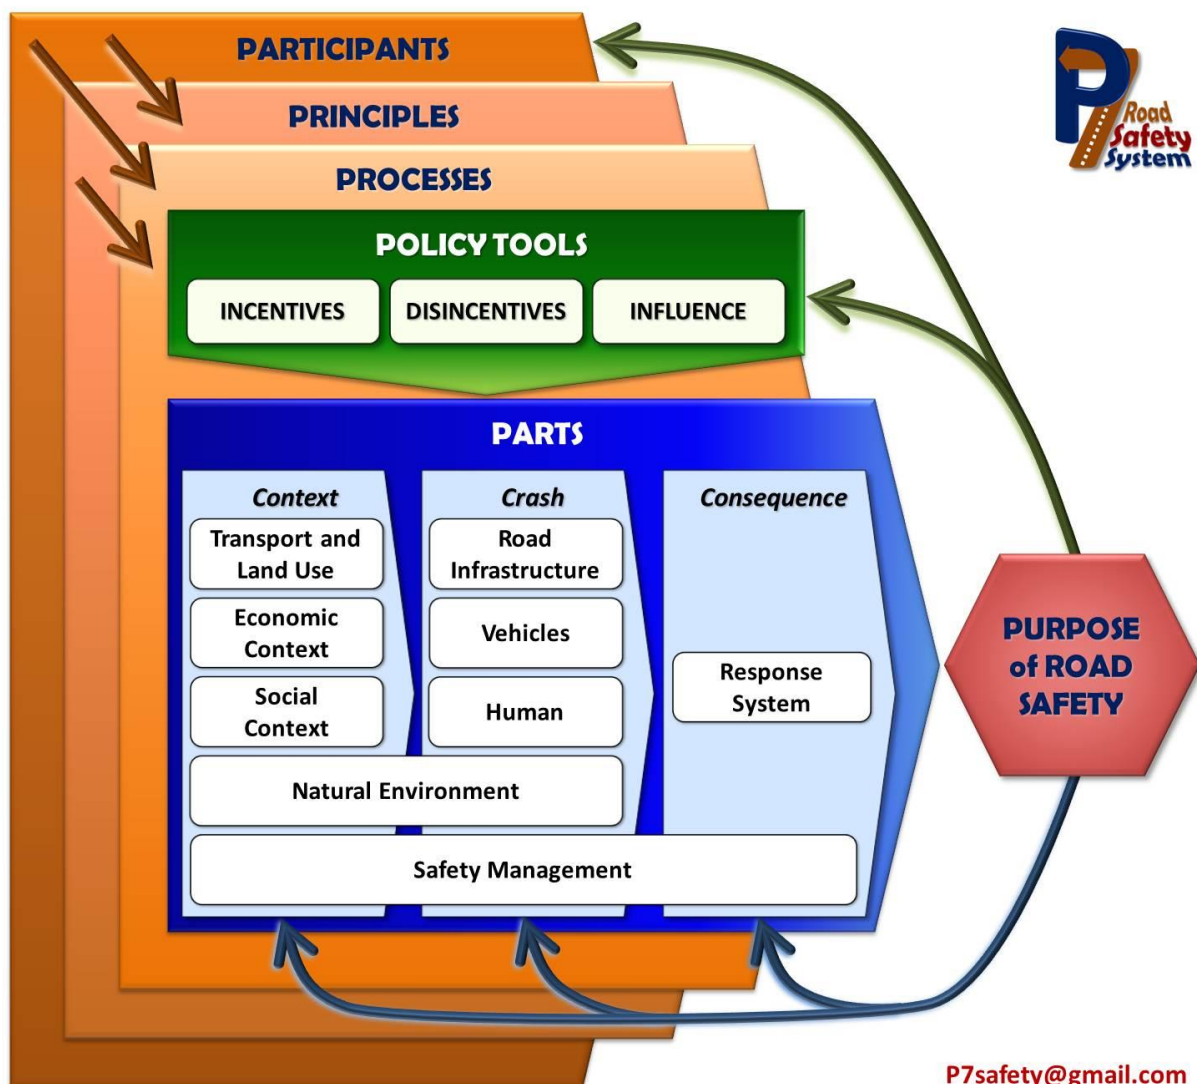 PARTICIPANTS
PRINCIPLES
PROCESSES
POLICY TOOLS
INCENTIVES
DISINCENTIVES
INFLUENCE
PARTS
Context
Transport and
Land Use
Economic
Context
Social
Context
Crash
Road
Infrastructure
Vehicles
Human
Consequence
Response
System
Natural Environment
Safety Management
PURPOSE
of ROAD
SAFETY
P7
Road
Safety
System
P7safety@gmail.com